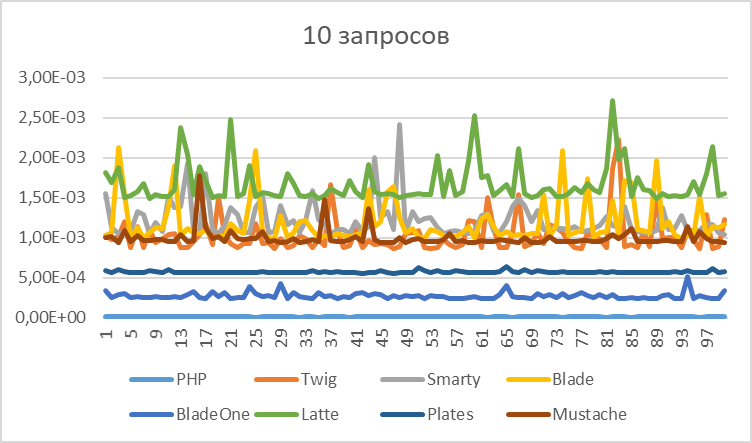 10 запросов
3,00E-03
2,50E-03
2,00E-03
1,50E-03
1,00E-03
5,00E-04
0,00E+00
1 5 9 13 17 21 25 29 33 37 41 45 49 53 57 61 65 69 73 77 81 85 89 93 97
PHP Twig Smarty Blade
BladeOne Latte Plates Mustache